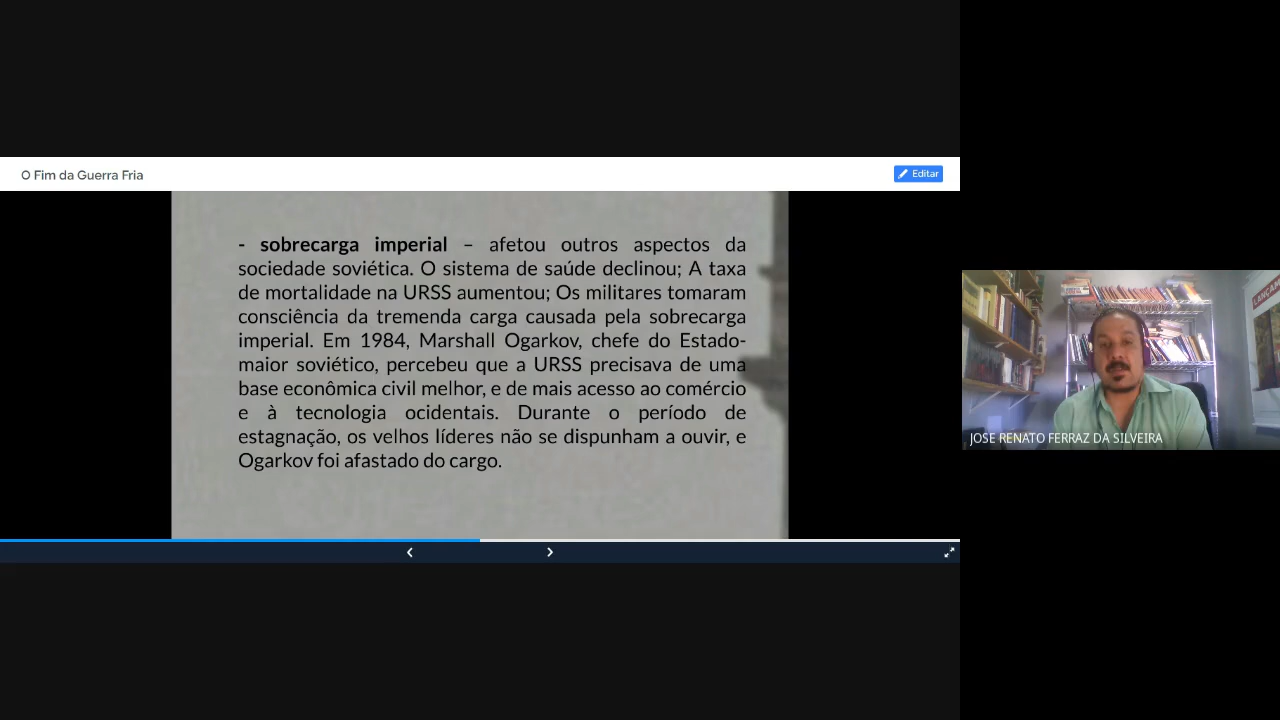 O Fim da Guerra Fria
Editar
- sobrecarga imperial – afetou outros aspectos da
sociedade soviética. O sistema de saúde declinou; A taxa
de mortalidade na URSS aumentou; Os militares tomaram
consciência da tremenda carga causada pela sobrecarga
imperial. Em 1984, Marshall Ogarkov, chefe do Estado-
maior soviético, percebeu que a URSS precisava de uma
base econômica civil melhor, e de mais acesso ao comércio
e à tecnologia ocidentais. Durante o período de
estagnação, os velhos líderes não se dispunham a ouvir, e
Ogarkov foi afastado do cargo.
JOSE RENATO FERRAZ DA SILVEIRA